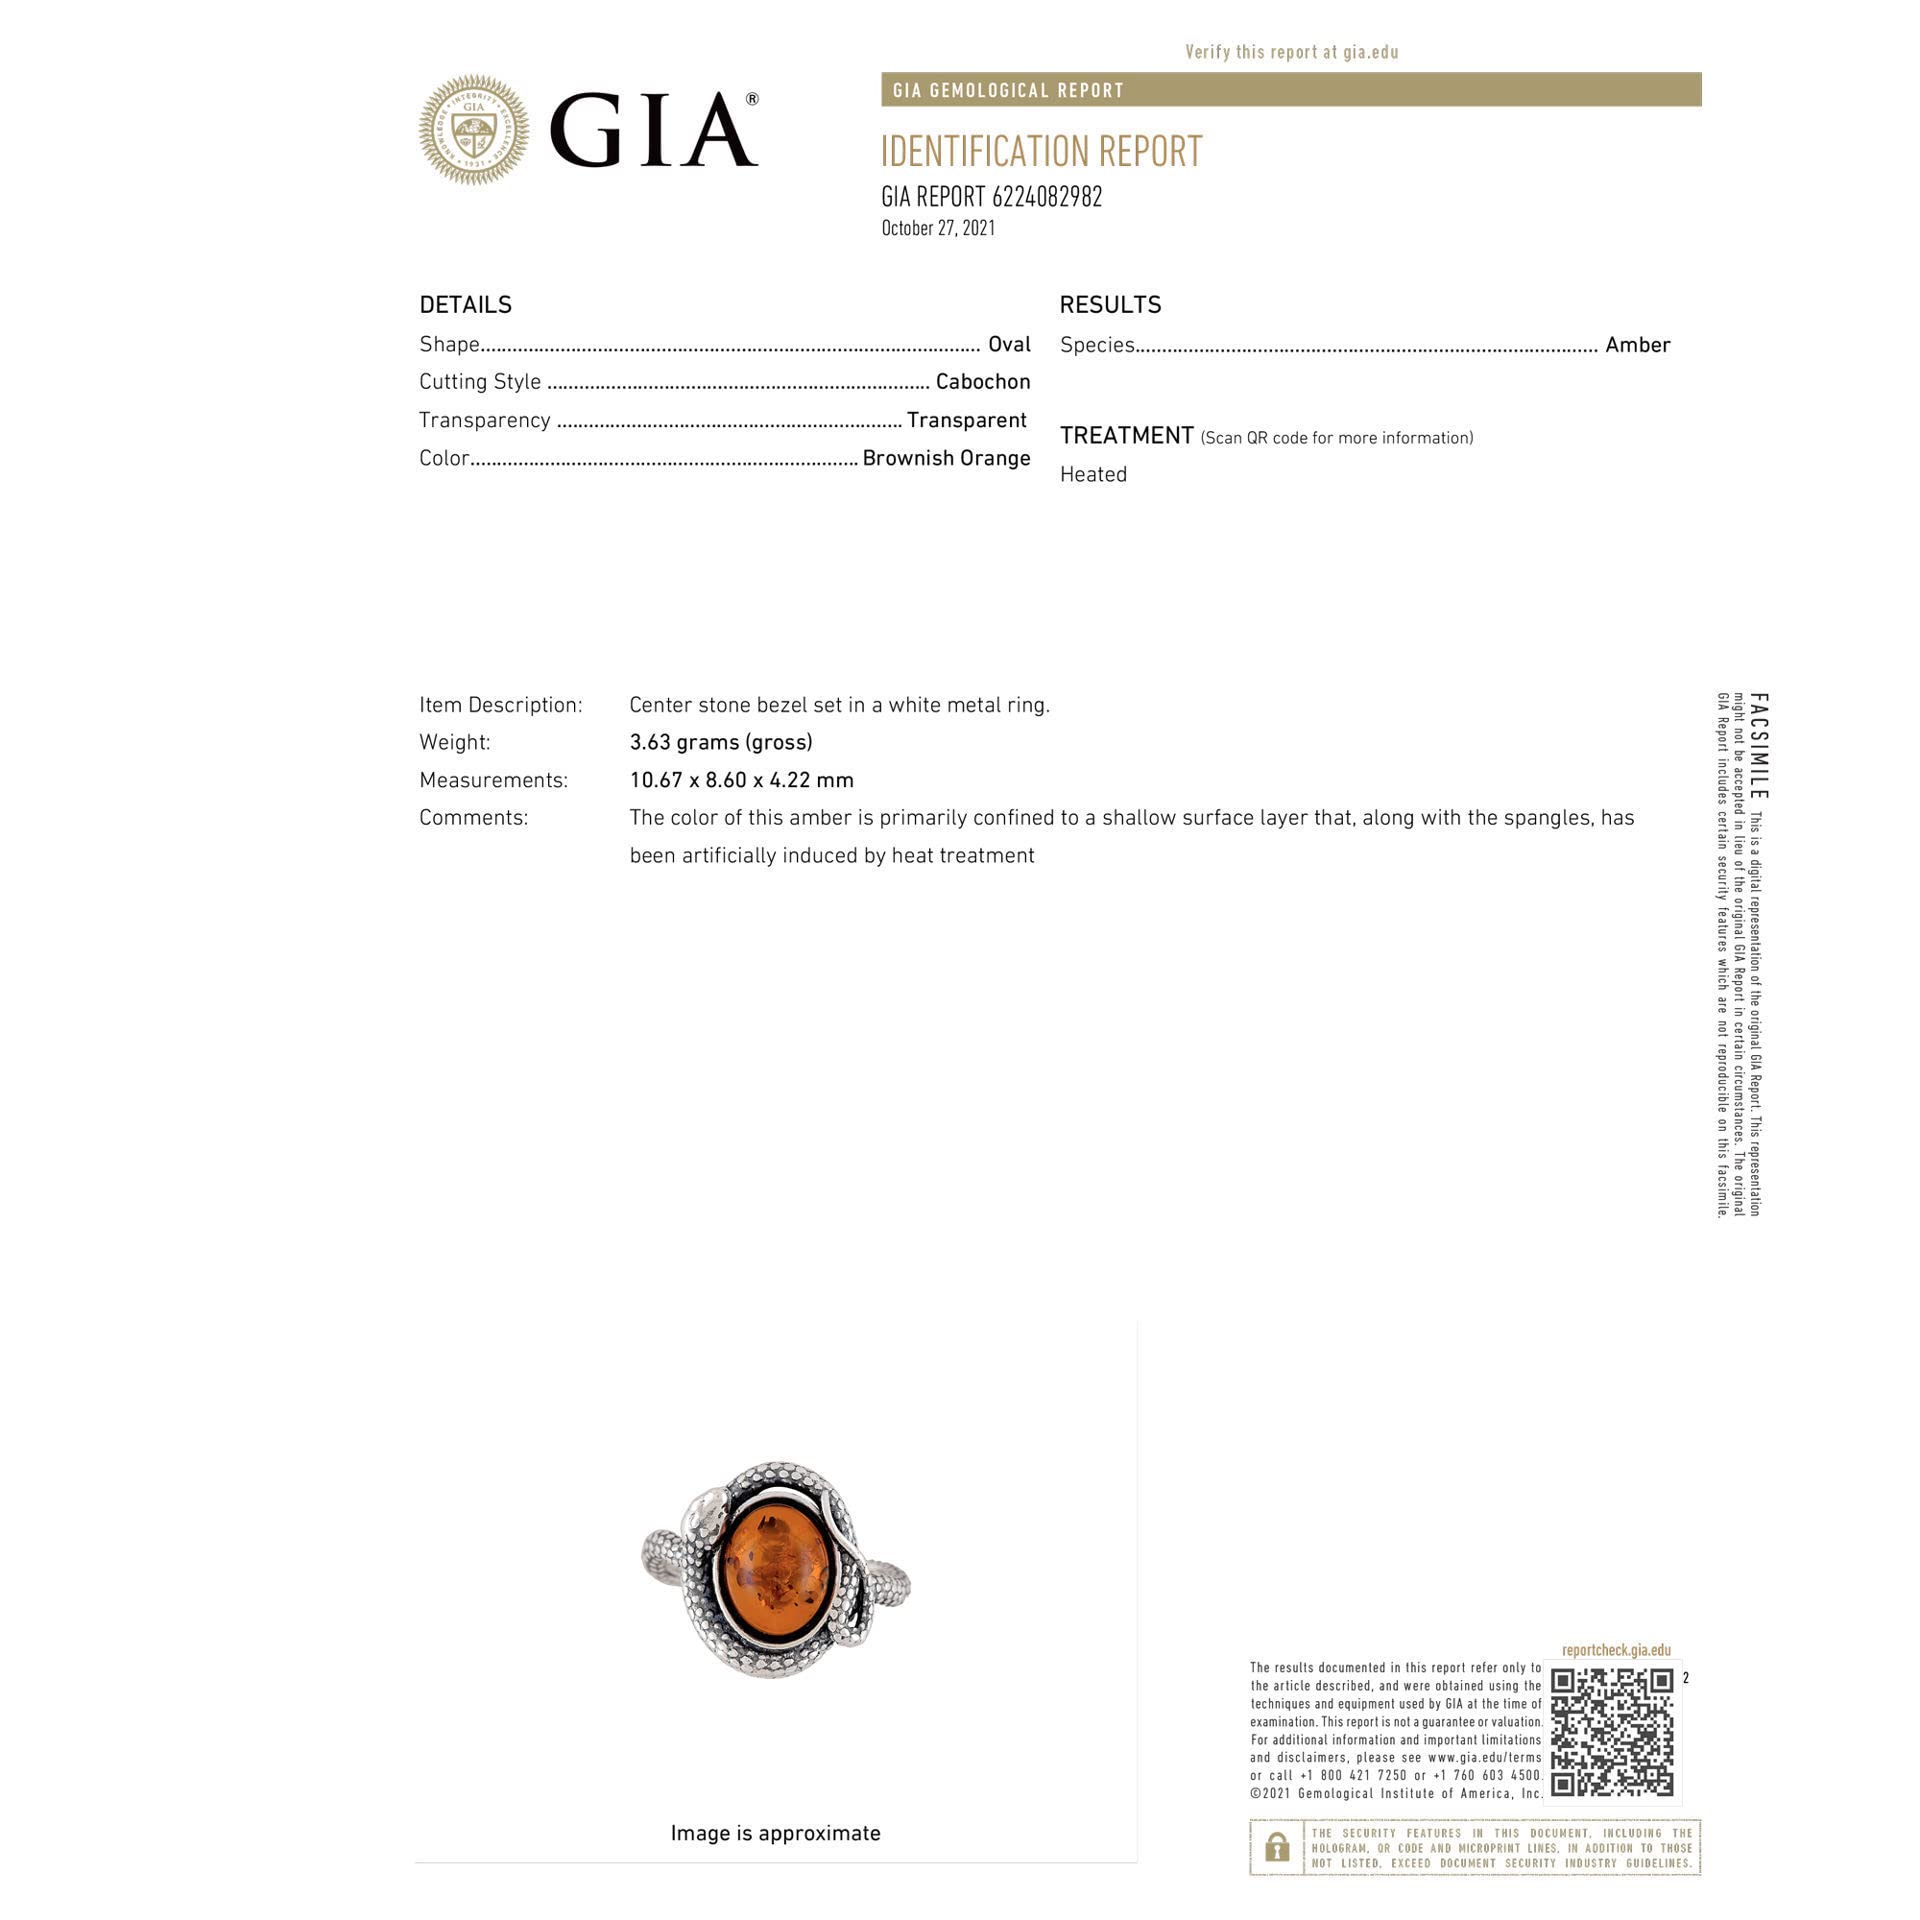 Verify this report at gia.edu
GIA GEMOLOGICAL REPORT
KNOWLEDGE • INTEGRITY • EXCELLENCE • 1931 •
GIA
GIA®
IDENTIFICATION REPORT
GIA REPORT 6224082982
October 27, 2021
DETAILS
Shape.................... Oval
Cutting Style .................... Cabochon
Transparency .................... Transparent
Color.................... Brownish Orange
RESULTS
Species.................... Amber
TREATMENT (Scan QR code for more information)
Heated
Item Description: Center stone bezel set in a white metal ring.
Weight: 3.63 grams (gross)
Measurements: 10.67 x 8.60 x 4.22 mm
Comments: The color of this amber is primarily confined to a shallow surface layer that, along with the spangles, has
been artificially induced by heat treatment
FACSIMILE This is a digital representation of the original GIA Report. This representation
might not be accepted in lieu of the original GIA Report in certain circumstances. The original
GIA Report includes certain security features which are not reproducible on this facsimile.
Image is approximate
reportcheck.gia.edu
2
The results documented in this report refer only to
the article described, and were obtained using the
techniques and equipment used by GIA at the time of
examination. This report is not a guarantee or valuation.
For additional information and important limitations
and disclaimers, please see www.gia.edu/terms
or call +1 800 421 7250 or +1 760 603 4500.
©2021 Gemological Institute of America, Inc.
THE SECURITY FEATURES IN THIS DOCUMENT, INCLUDING THE
HOLOGRAM, QR CODE AND MICROPRINT LINES, IN ADDITION TO THOSE
NOT LISTED, EXCEED DOCUMENT SECURITY INDUSTRY GUIDELINES.